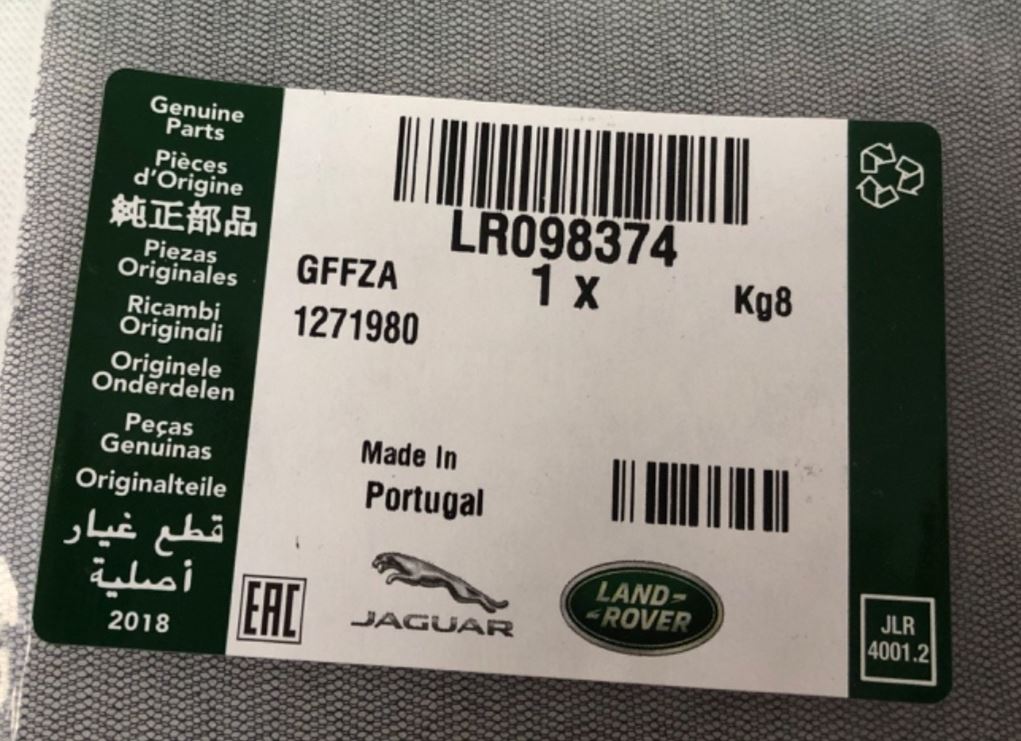 Genuine
Parts
Pièces
d'Origine
純正部品
Piezas
Originales
Ricambi
Originali
Originele
Onderdelen
Peças
Genuinas
Originalteile
قطع غيار
أصلية
2018
LR098374
GFFZA
1 x
Kg8
1271980
Made In
Portugal
EAC
JAGUAR
LAND-
-ROVER
JLR
4001.2